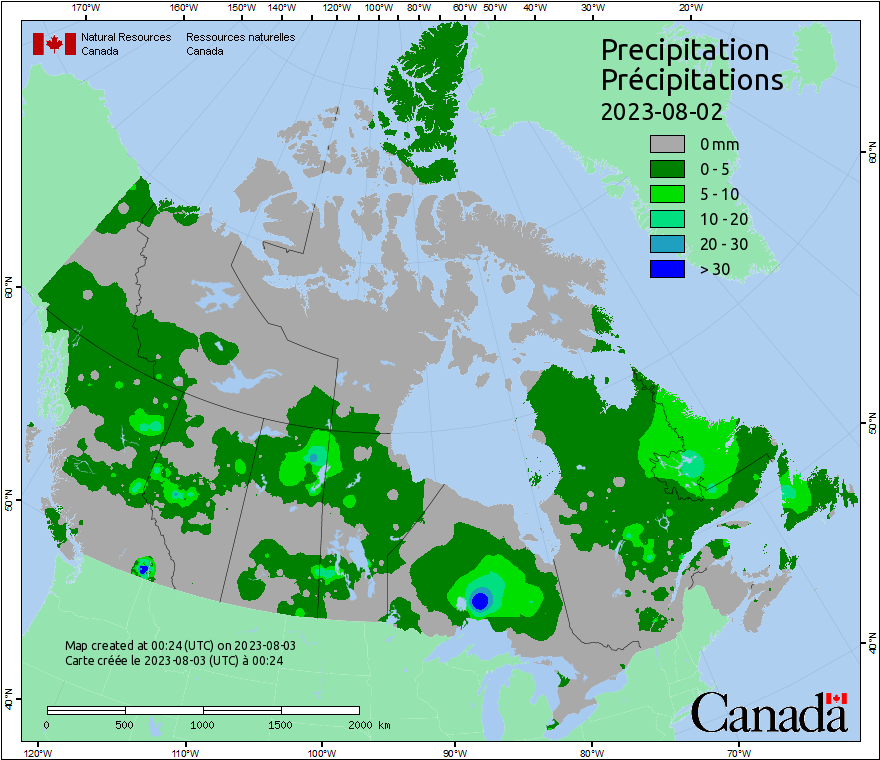 170°W 160°W 150°W 140°W 130°W 120°W 110°W 100°W 90°W 80°W 60°W 50°W 40°W 30°W 20°W
Natural Resources Canada
Ressources naturelles Canada
Precipitation
Précipitations
2023-08-02
0 mm
0 - 5
5 - 10
10 - 20
20 - 30
> 30
60°N
60°N
50°N
50°N
40°N
40°N
Map created at 00:24 (UTC) on 2023-08-03
Carte créée le 2023-08-03 (UTC) à 00:24
0 500 1000 1500 2000 km
Canada
120°W 110°W 100°W 90°W 80°W 70°W